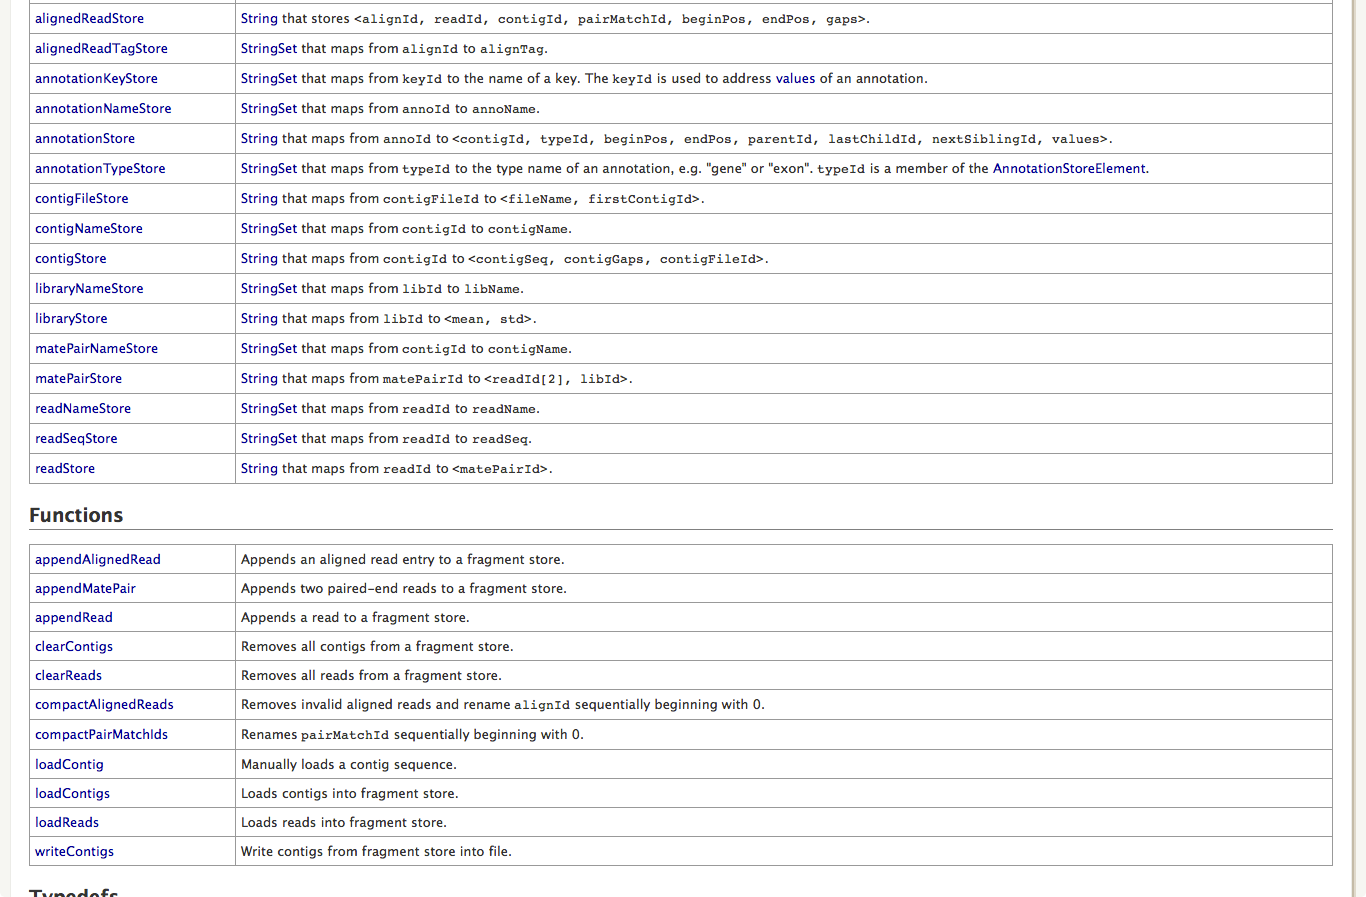 alignedReadStore String that stores <alignId, readId, contigId, pairMatchId, beginPos, endPos, gaps>.
alignedReadTagStore StringSet that maps from alignId to alignTag.
annotationKeyStore StringSet that maps from keyId to the name of a key. The keyId is used to address values of an annotation.
annotationNameStore StringSet that maps from annoId to annoName.
annotationStore String that maps from annoId to <contigId, typeId, beginPos, endPos, parentId, lastChildId, nextSiblingId, values>.
annotationTypeStore StringSet that maps from typeId to the type name of an annotation, e.g. "gene" or "exon". typeId is a member of the AnnotationStoreElement.
contigFileStore String that maps from contigFileId to <fileName, firstContigId>.
contigNameStore StringSet that maps from contigId to contigName.
contigStore String that maps from contigId to <contigSeq, contigGaps, contigFileId>.
libraryNameStore StringSet that maps from libId to libName.
libraryStore String that maps from libId to <mean, std>.
matePairNameStore StringSet that maps from contigId to contigName.
matePairStore String that maps from matePairId to <readId[2], libId>.
readNameStore StringSet that maps from readId to readName.
readSeqStore StringSet that maps from readId to readSeq.
readStore String that maps from readId to <matePairId>.
Functions
appendAlignedRead Appends an aligned read entry to a fragment store.
appendMatePair Appends two paired-end reads to a fragment store.
appendRead Appends a read to a fragment store.
clearContigs Removes all contigs from a fragment store.
clearReads Removes all reads from a fragment store.
compactAlignedReads Removes invalid aligned reads and rename alignId sequentially beginning with 0.
compactPairMatchIds Renames pairMatchId sequentially beginning with 0.
loadContig Manually loads a contig sequence.
loadContigs Loads contigs into fragment store.
loadReads Loads reads into fragment store.
writeContigs Write contigs from fragment store into file.
Typedefs